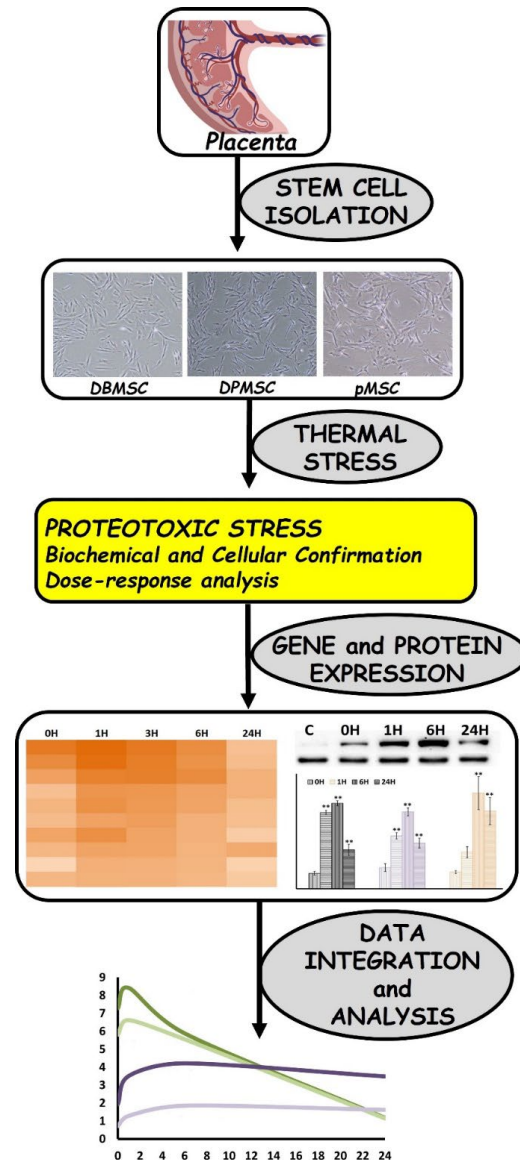 Placenta
STEM CELL
ISOLATION
DBMSC DPMSC pMSC
THERMAL
STRESS
PROTEOTOXIC STRESS
Biochemical and Cellular Confirmation
Dose-response analysis
GENE and PROTEIN
EXPRESSION
0H 1H 3H 6H 24H
C 0H 1H 6H 24H
0H 1H 6H 24H
** ** ** ** ** ** ** **
DATA
INTEGRATION
and
ANALYSIS
9
8
7
6
5
4
3
2
1
0
0 2 4 6 8 10 12 14 16 18 20 22 24